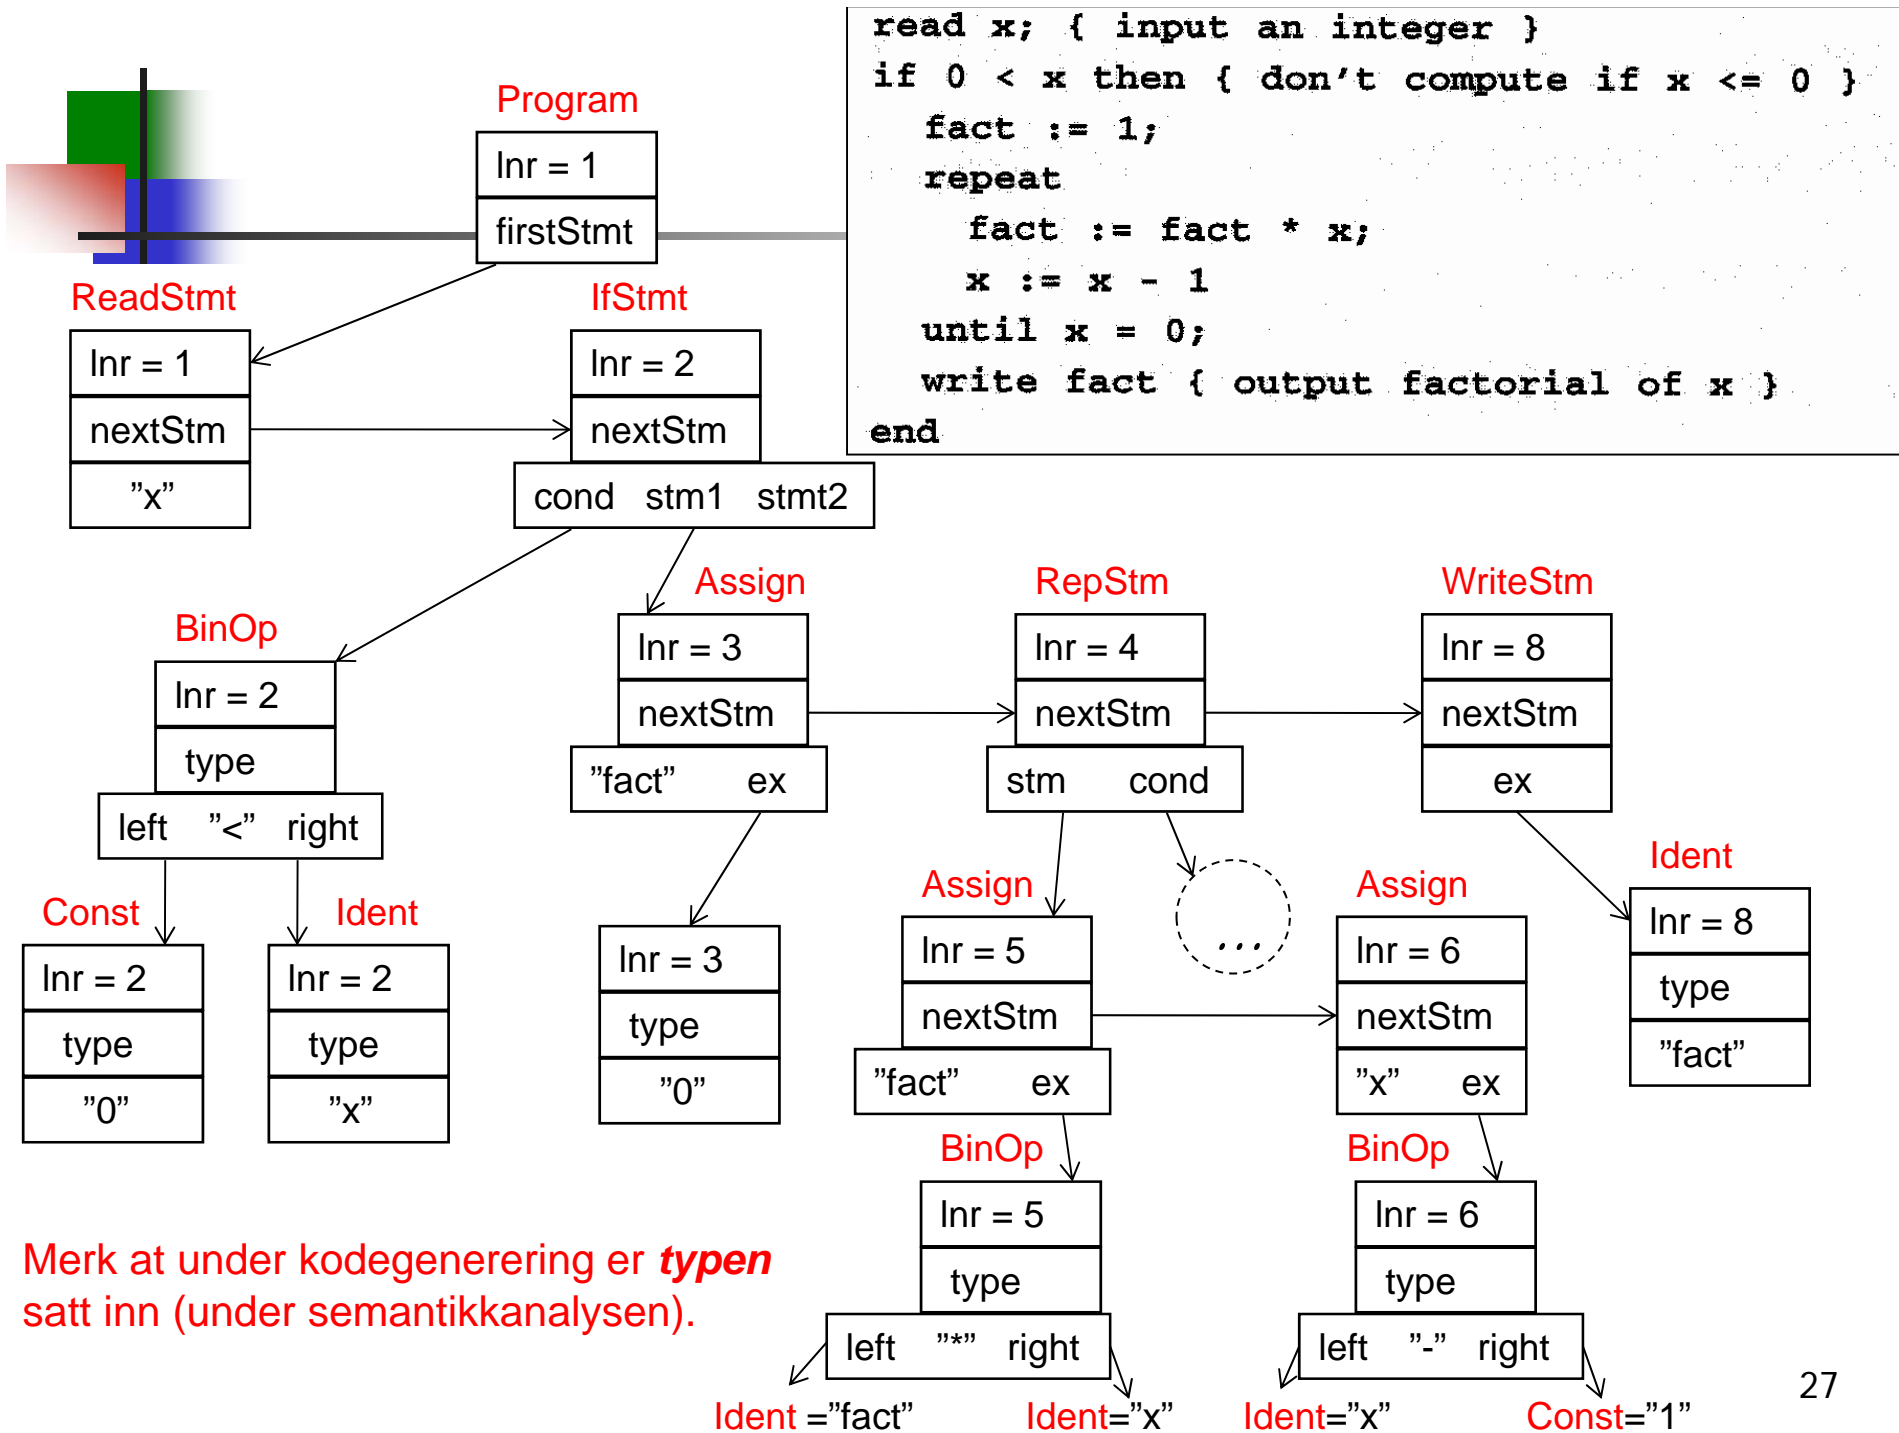 read x; { input an integer }
if 0 < x then { don't compute if x <= 0 }
fact := 1;
repeat
fact := fact * x;
x := x - 1
until x = 0;
write fact { output factorial of x }
end
Program
lnr = 1
firstStmt
ReadStmt
lnr = 1
nextStm
”x”
IfStmt
lnr = 2
nextStm
cond stm1 stmt2
BinOp
lnr = 2
type
left ”<” right
Const
lnr = 2
type
”0”
Ident
lnr = 2
type
”x”
Assign
lnr = 3
nextStm
”fact” ex
lnr = 3
type
”0”
RepStm
lnr = 4
nextStm
stm cond
...
WriteStm
lnr = 8
nextStm
ex
Ident
lnr = 8
type
”fact”
Assign
lnr = 5
nextStm
”fact” ex
BinOp
lnr = 5
type
left ”*” right
Ident =”fact”
Ident=”x”
Assign
lnr = 6
nextStm
”x” ex
BinOp
lnr = 6
type
left ”-” right
Ident=”x”
Const=”1”
Merk at under kodegenerering er typen
satt inn (under semantikkanalysen).
27